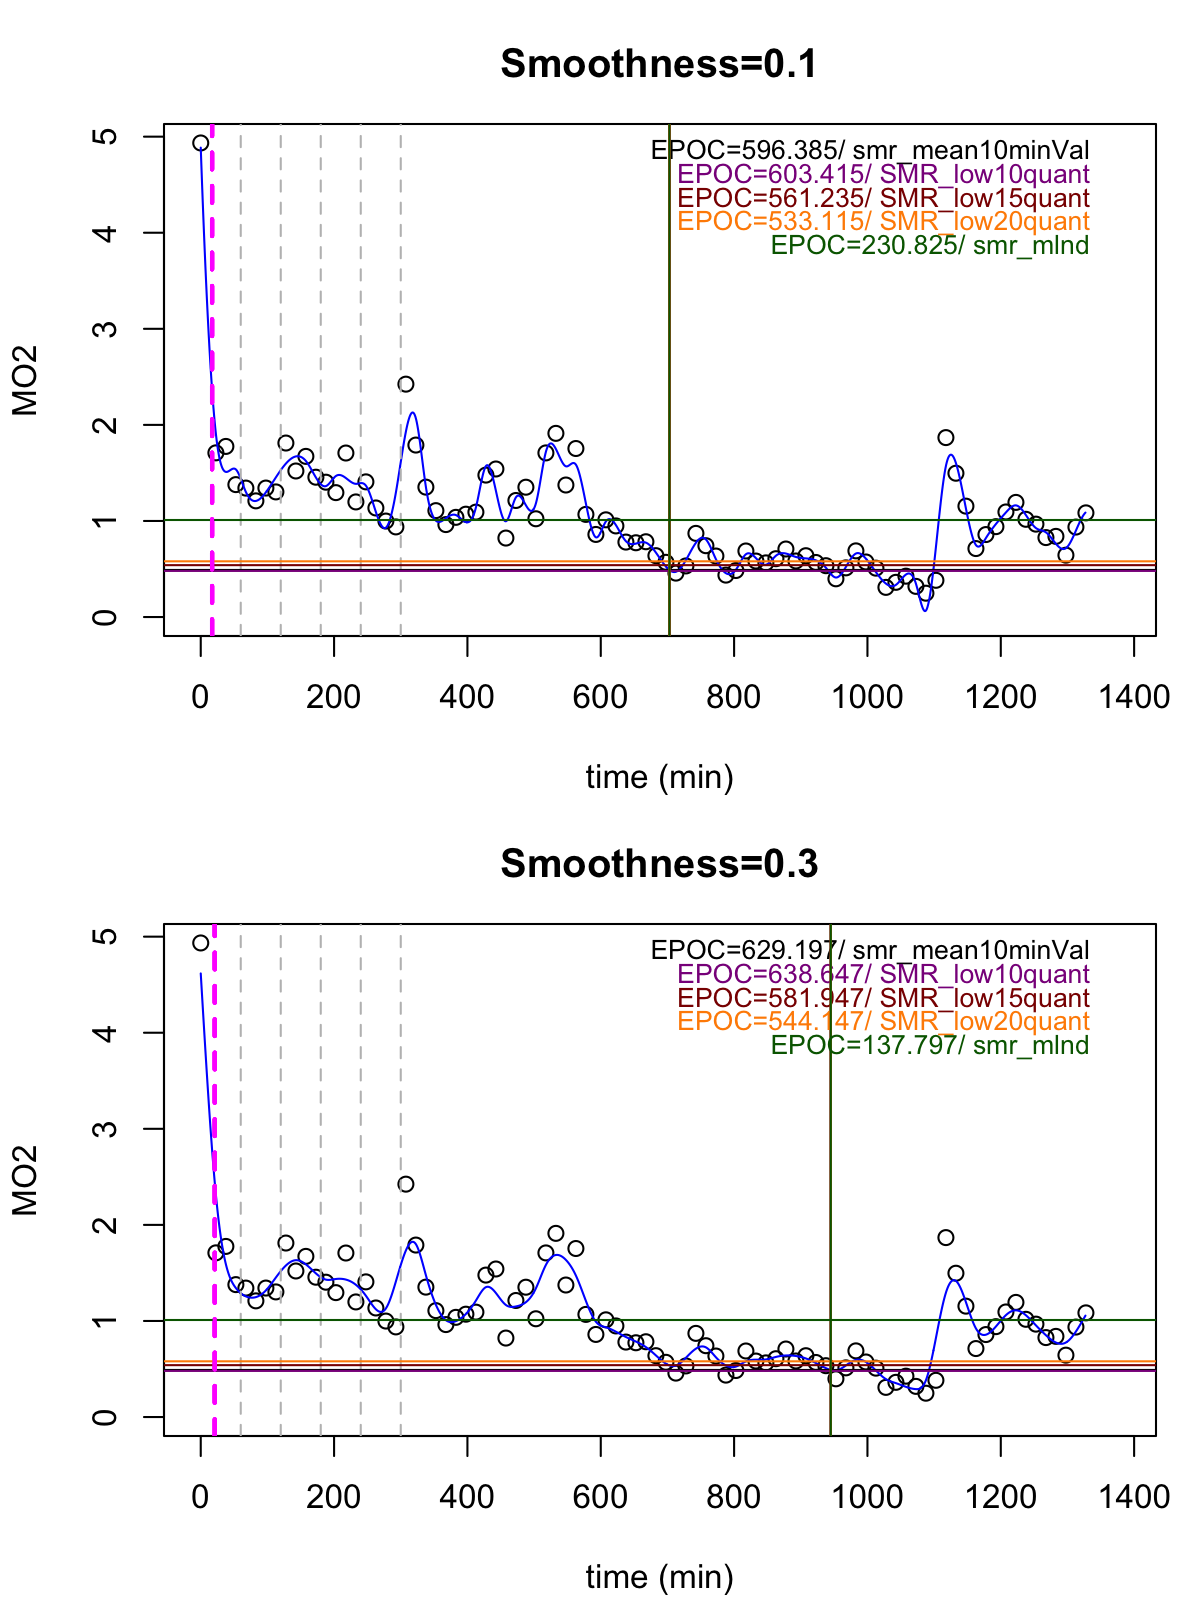 Smoothness=0.1
EPOC=596.385/ smr_mean10minVal
EPOC=603.415/ SMR_low10quant
EPOC=561.235/ SMR_low15quant
EPOC=533.115/ SMR_low20quant
EPOC=230.825/ smr_mlnd
MO2
5
4
3
2
1
0
0 200 400 600 800 1000 1200 1400
time (min)
Smoothness=0.3
EPOC=629.197/ smr_mean10minVal
EPOC=638.647/ SMR_low10quant
EPOC=581.947/ SMR_low15quant
EPOC=544.147/ SMR_low20quant
EPOC=137.797/ smr_mlnd
MO2
5
4
3
2
1
0
0 200 400 600 800 1000 1200 1400
time (min)